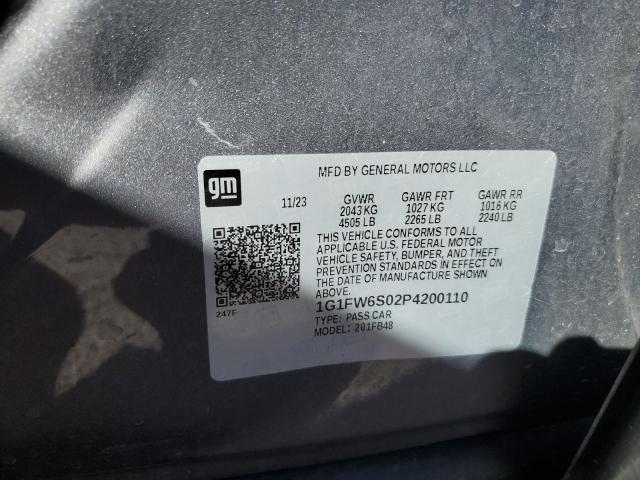 MFD BY GENERAL MOTORS LLC
gm
11/23 GVWR GAWR FRT GAWR RR
2043 KG 1027 KG 1016 KG
4505 LB 2265 LB 2240 LB
THIS VEHICLE CONFORMS TO ALL
APPLICABLE U.S. FEDERAL MOTOR
VEHICLE SAFETY, BUMPER, AND THEFT
PREVENTION STANDARDS IN EFFECT ON
THE DATE OF MANUFACTURE SHOWN ABOVE.
1G1FW6S02P4200110
247F TYPE: PASS CAR
MODEL: 201FB48